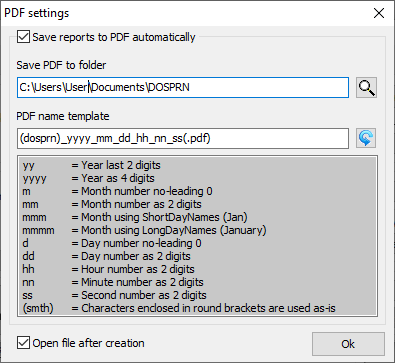 PDF settings
Save reports to PDF automatically
Save PDF to folder
C:\Users\User\Documents\DOSPRN
PDF name template
(dosprn)_yyyy_mm_dd_hh_nn_ss(.pdf)
yy = Year last 2 digits
yyyy = Year as 4 digits
m = Month number no-leading 0
mm = Month number as 2 digits
mmm = Month using ShortDayNames (Jan)
mmmm = Month using LongDayNames (January)
d = Day number no-leading 0
dd = Day number as 2 digits
hh = Hour number as 2 digits
nn = Minute number as 2 digits
ss = Second number as 2 digits
(smth) = Characters enclosed in round brackets are used as-is
Open file after creation
Ok